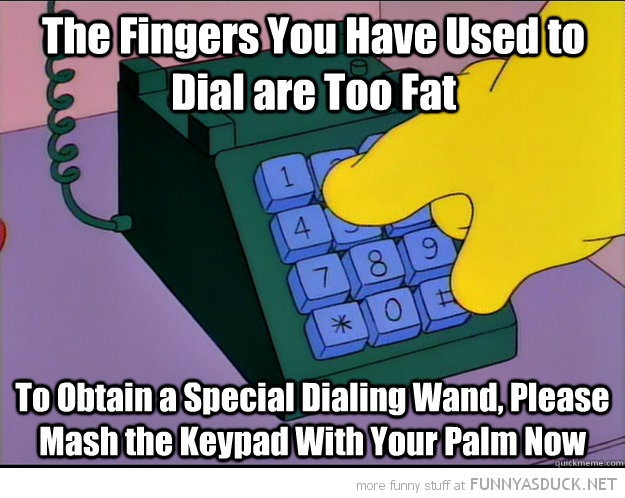 The Fingers You Have Used to
Dial are Too Fat
1
4
7 8 9
* 0 #
To Obtain a Special Dialing Wand, Please
Mash the Keypad With Your Palm Now
quickmeme.com
more funny stuff at FUNNYASDUCK.NET